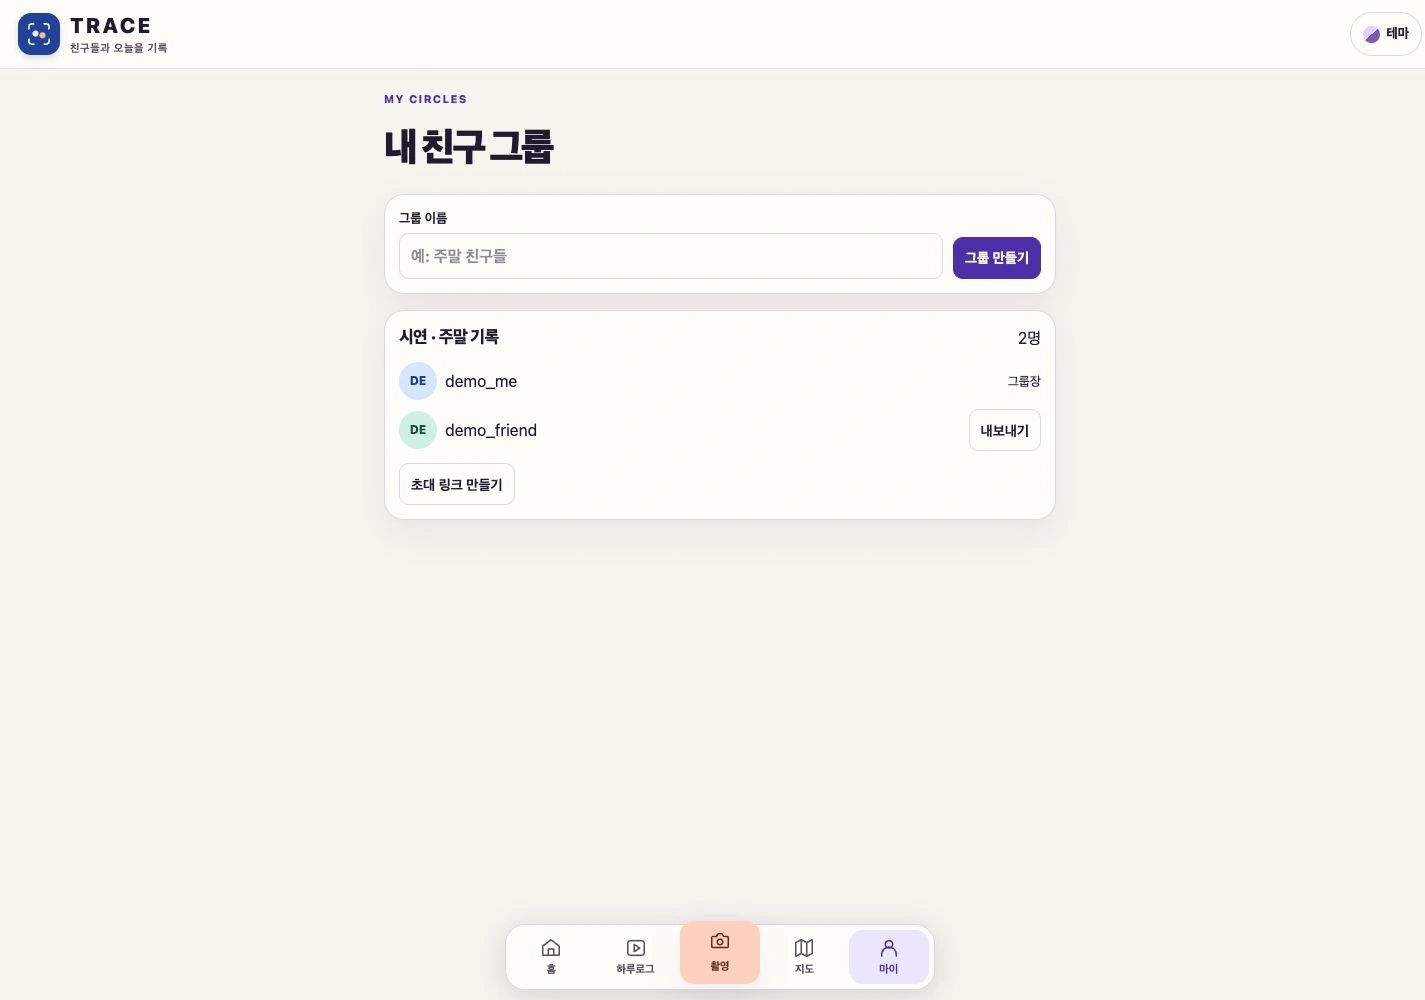 TRACE
친구들과 오늘을 기록
테마
MY CIRCLES
내 친구 그룹
그룹 이름
예: 주말 친구들
그룹 만들기
시연 · 주말 기록
2명
DE
demo_me
그룹장
DE
demo_friend
내보내기
초대 링크 만들기
홈
하루로그
촬영
지도
마이